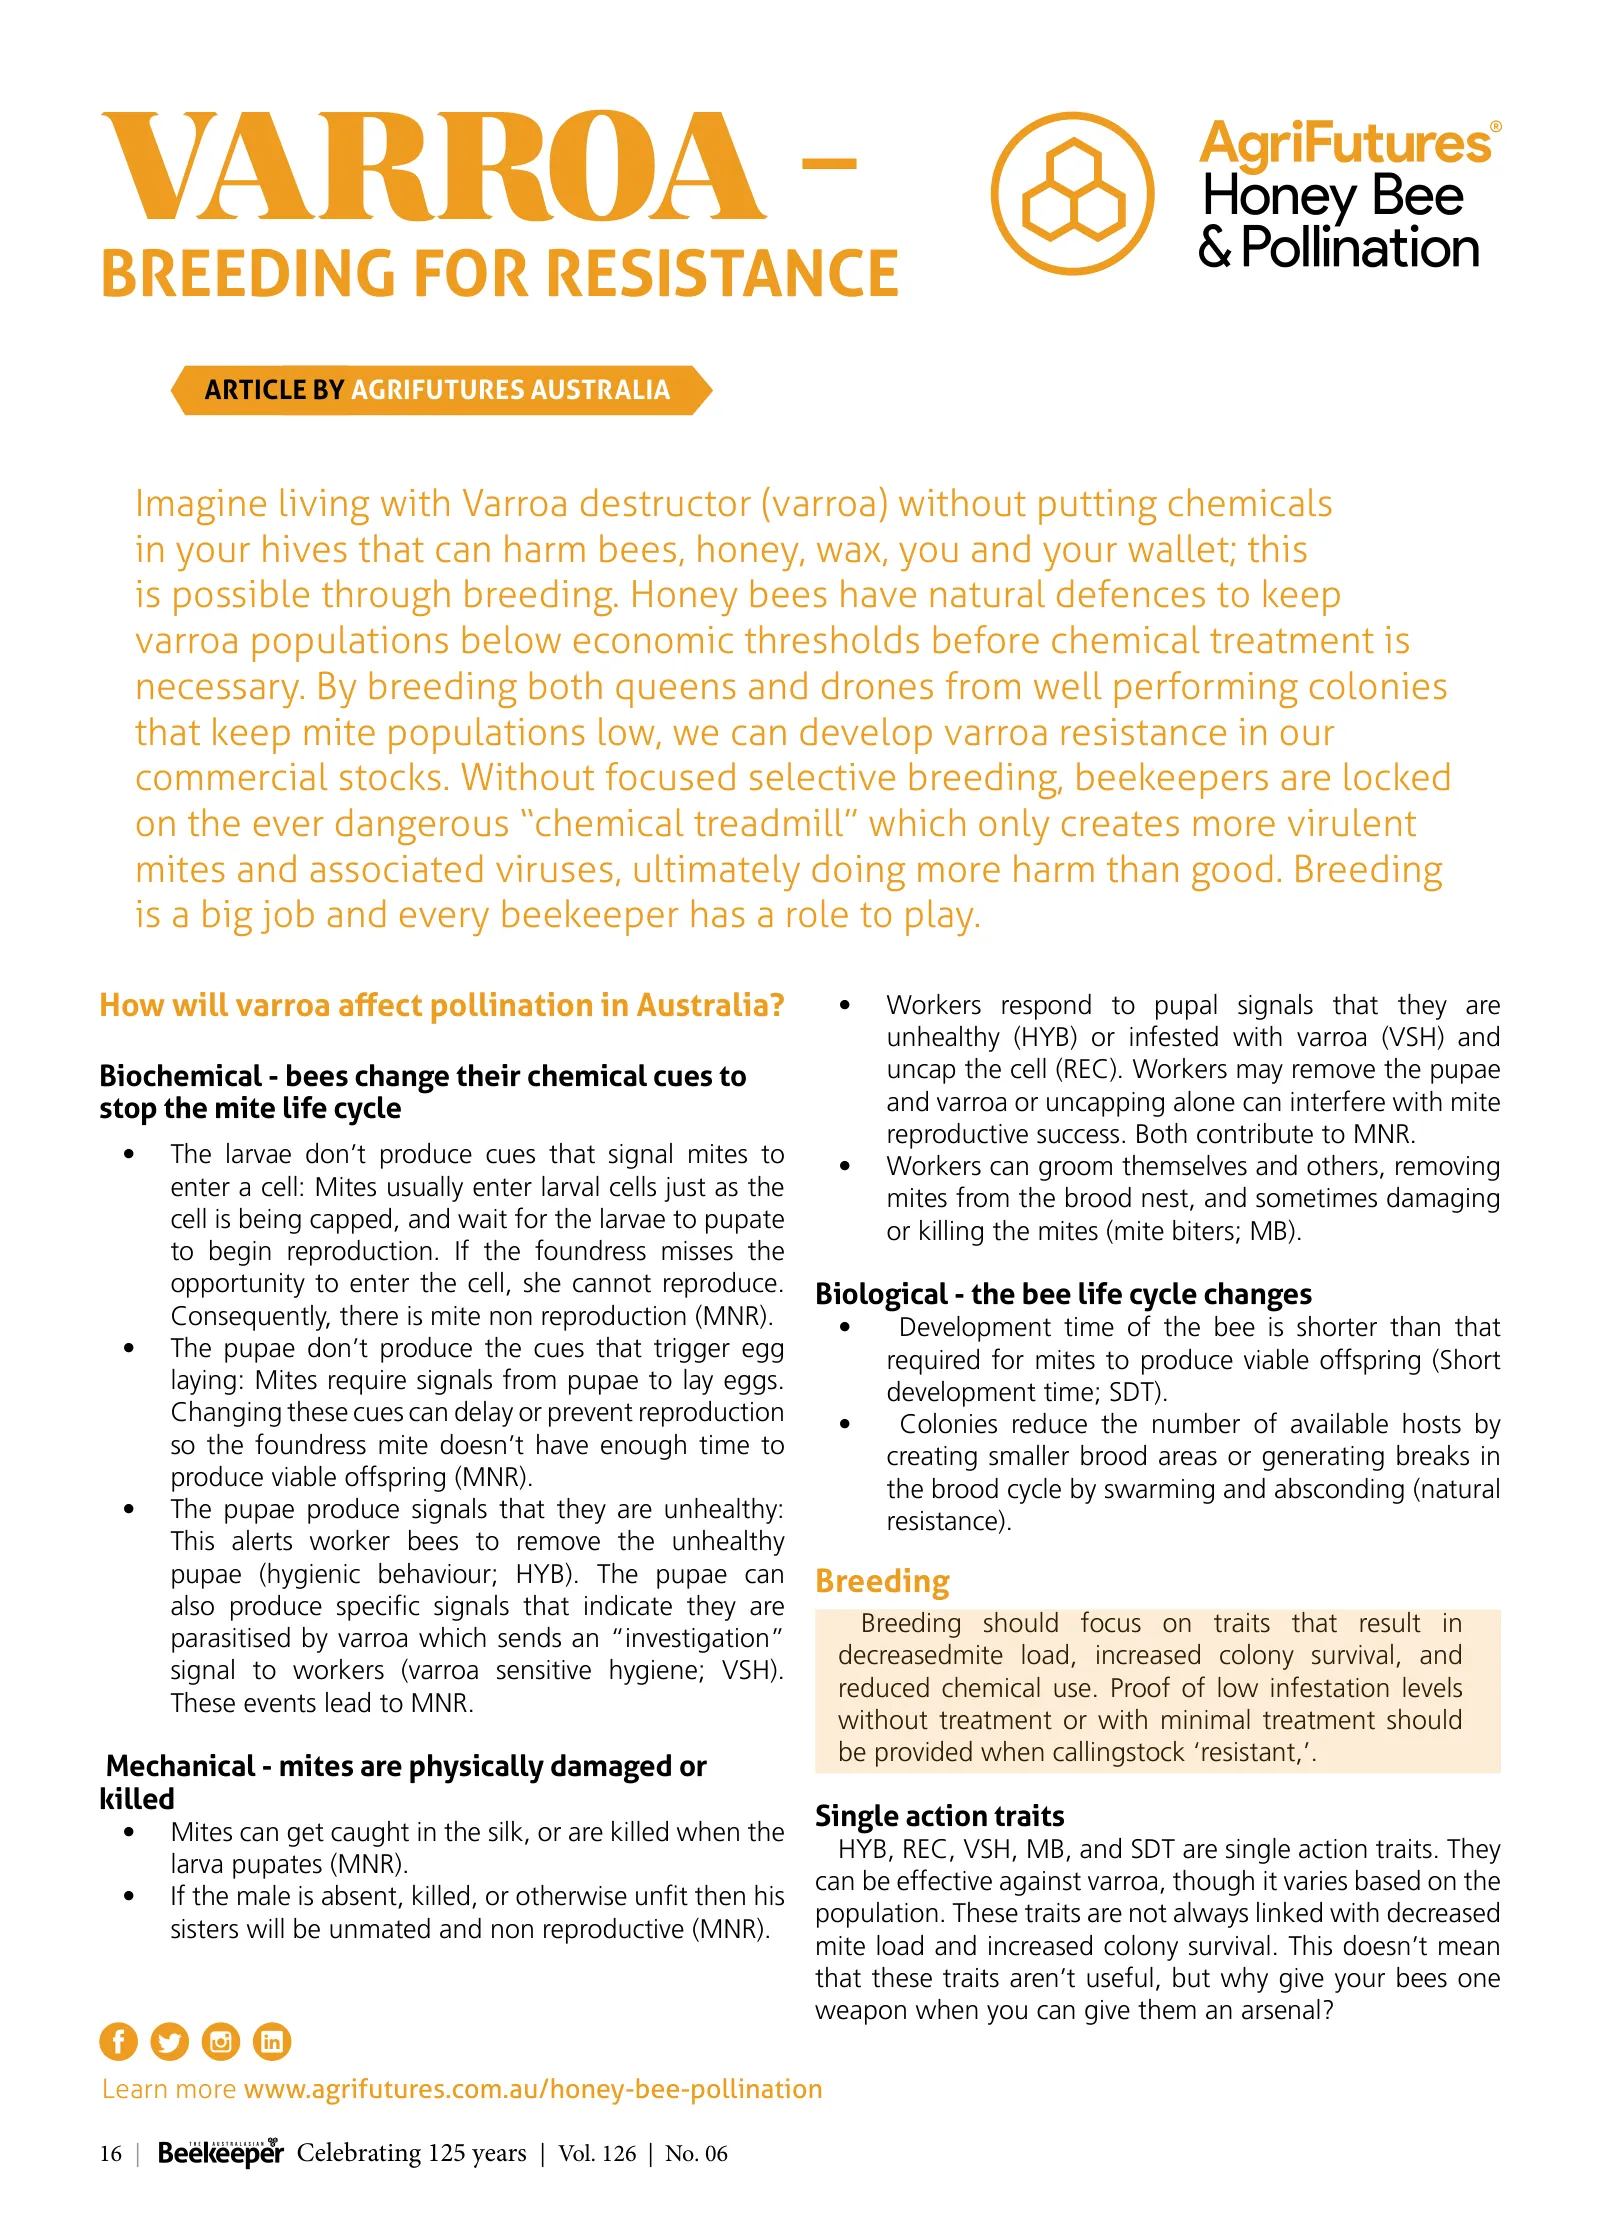 VARROA –
BREEDING FOR RESISTANCE
AgriFutures®
Honey Bee
& Pollination
ARTICLE BY AGRIFUTURES AUSTRALIA
Imagine living with Varroa destructor (varroa) without putting chemicals
in your hives that can harm bees, honey, wax, you and your wallet; this
is possible through breeding. Honey bees have natural defences to keep
varroa populations below economic thresholds before chemical treatment is
necessary. By breeding both queens and drones from well performing colonies
that keep mite populations low, we can develop varroa resistance in our
commercial stocks. Without focused selective breeding, beekeepers are locked
on the ever dangerous “chemical treadmill” which only creates more virulent
mites and associated viruses, ultimately doing more harm than good. Breeding
is a big job and every beekeeper has a role to play.
How will varroa affect pollination in Australia?
Biochemical - bees change their chemical cues to
stop the mite life cycle
• The larvae don’t produce cues that signal mites to
enter a cell: Mites usually enter larval cells just as the
cell is being capped, and wait for the larvae to pupate
to begin reproduction. If the foundress misses the
opportunity to enter the cell, she cannot reproduce.
Consequently, there is mite non reproduction (MNR).
• The pupae don’t produce the cues that trigger egg
laying: Mites require signals from pupae to lay eggs.
Changing these cues can delay or prevent reproduction
so the foundress mite doesn’t have enough time to
produce viable offspring (MNR).
• The pupae produce signals that they are unhealthy:
This alerts worker bees to remove the unhealthy
pupae (hygienic behaviour; HYB). The pupae can
also produce specific signals that indicate they are
parasitised by varroa which sends an “investigation”
signal to workers (varroa sensitive hygiene; VSH).
These events lead to MNR.
Mechanical - mites are physically damaged or
killed
• Mites can get caught in the silk, or are killed when the
larva pupates (MNR).
• If the male is absent, killed, or otherwise unfit then his
sisters will be unmated and non reproductive (MNR).
• Workers respond to pupal signals that they are
unhealthy (HYB) or infested with varroa (VSH) and
uncap the cell (REC). Workers may remove the pupae
and varroa or uncapping alone can interfere with mite
reproductive success. Both contribute to MNR.
• Workers can groom themselves and others, removing
mites from the brood nest, and sometimes damaging
or killing the mites (mite biters; MB).
Biological - the bee life cycle changes
• Development time of the bee is shorter than that
required for mites to produce viable offspring (Short
development time; SDT).
• Colonies reduce the number of available hosts by
creating smaller brood areas or generating breaks in
the brood cycle by swarming and absconding (natural
resistance).
Breeding
Breeding should focus on traits that result in
decreasedmite load, increased colony survival, and
reduced chemical use. Proof of low infestation levels
without treatment or with minimal treatment should
be provided when callingstock ‘resistant,’.
Single action traits
HYB, REC, VSH, MB, and SDT are single action traits. They
can be effective against varroa, though it varies based on the
population. These traits are not always linked with decreased
mite load and increased colony survival. This doesn’t mean
that these traits aren’t useful, but why give your bees one
weapon when you can give them an arsenal?
Learn more www.agrifutures.com.au/honey-bee-pollination
16 | THE AUSTRALASIAN Beekeeper Celebrating 125 years | Vol. 126 | No. 06